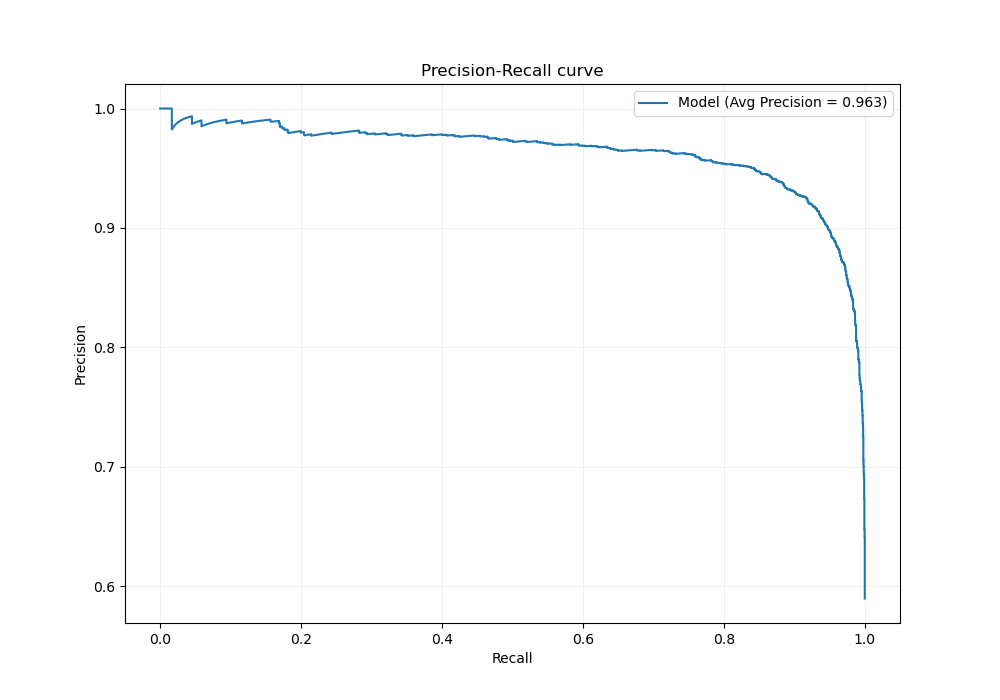 Precision-Recall curve
Model (Avg Precision = 0.963)
1.0
0.9
0.8
0.7
0.6
Precision
0.0 0.2 0.4 0.6 0.8 1.0
Recall